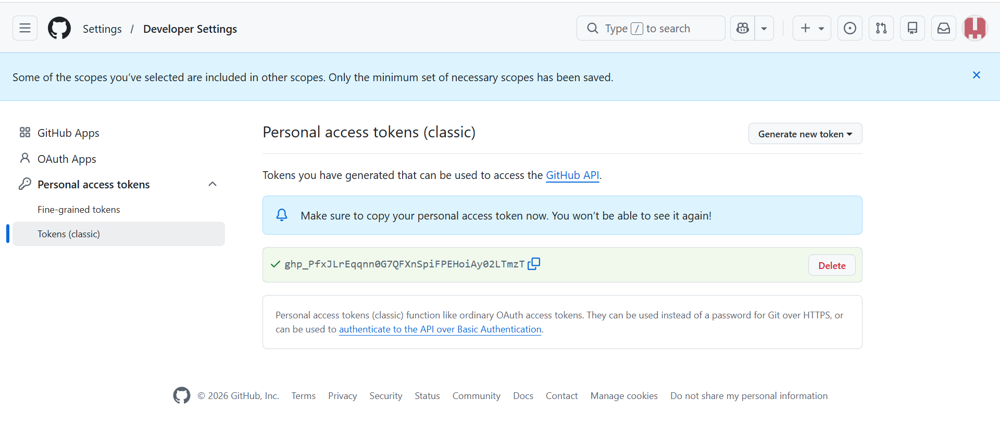 Settings / Developer Settings
Type / to search
Some of the scopes you’ve selected are included in other scopes. Only the minimum set of necessary scopes has been saved.
GitHub Apps
OAuth Apps
Personal access tokens
Fine-grained tokens
Tokens (classic)
Personal access tokens (classic)
Generate new token
Tokens you have generated that can be used to access the GitHub API.
Make sure to copy your personal access token now. You won’t be able to see it again!
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
Delete
Personal access tokens (classic) function like ordinary OAuth access tokens. They can be used instead of a password for Git over HTTPS, or
can be used to authenticate to the API over Basic Authentication.
© 2026 GitHub, Inc. Terms Privacy Security Status Community Docs Contact Manage cookies Do not share my personal information